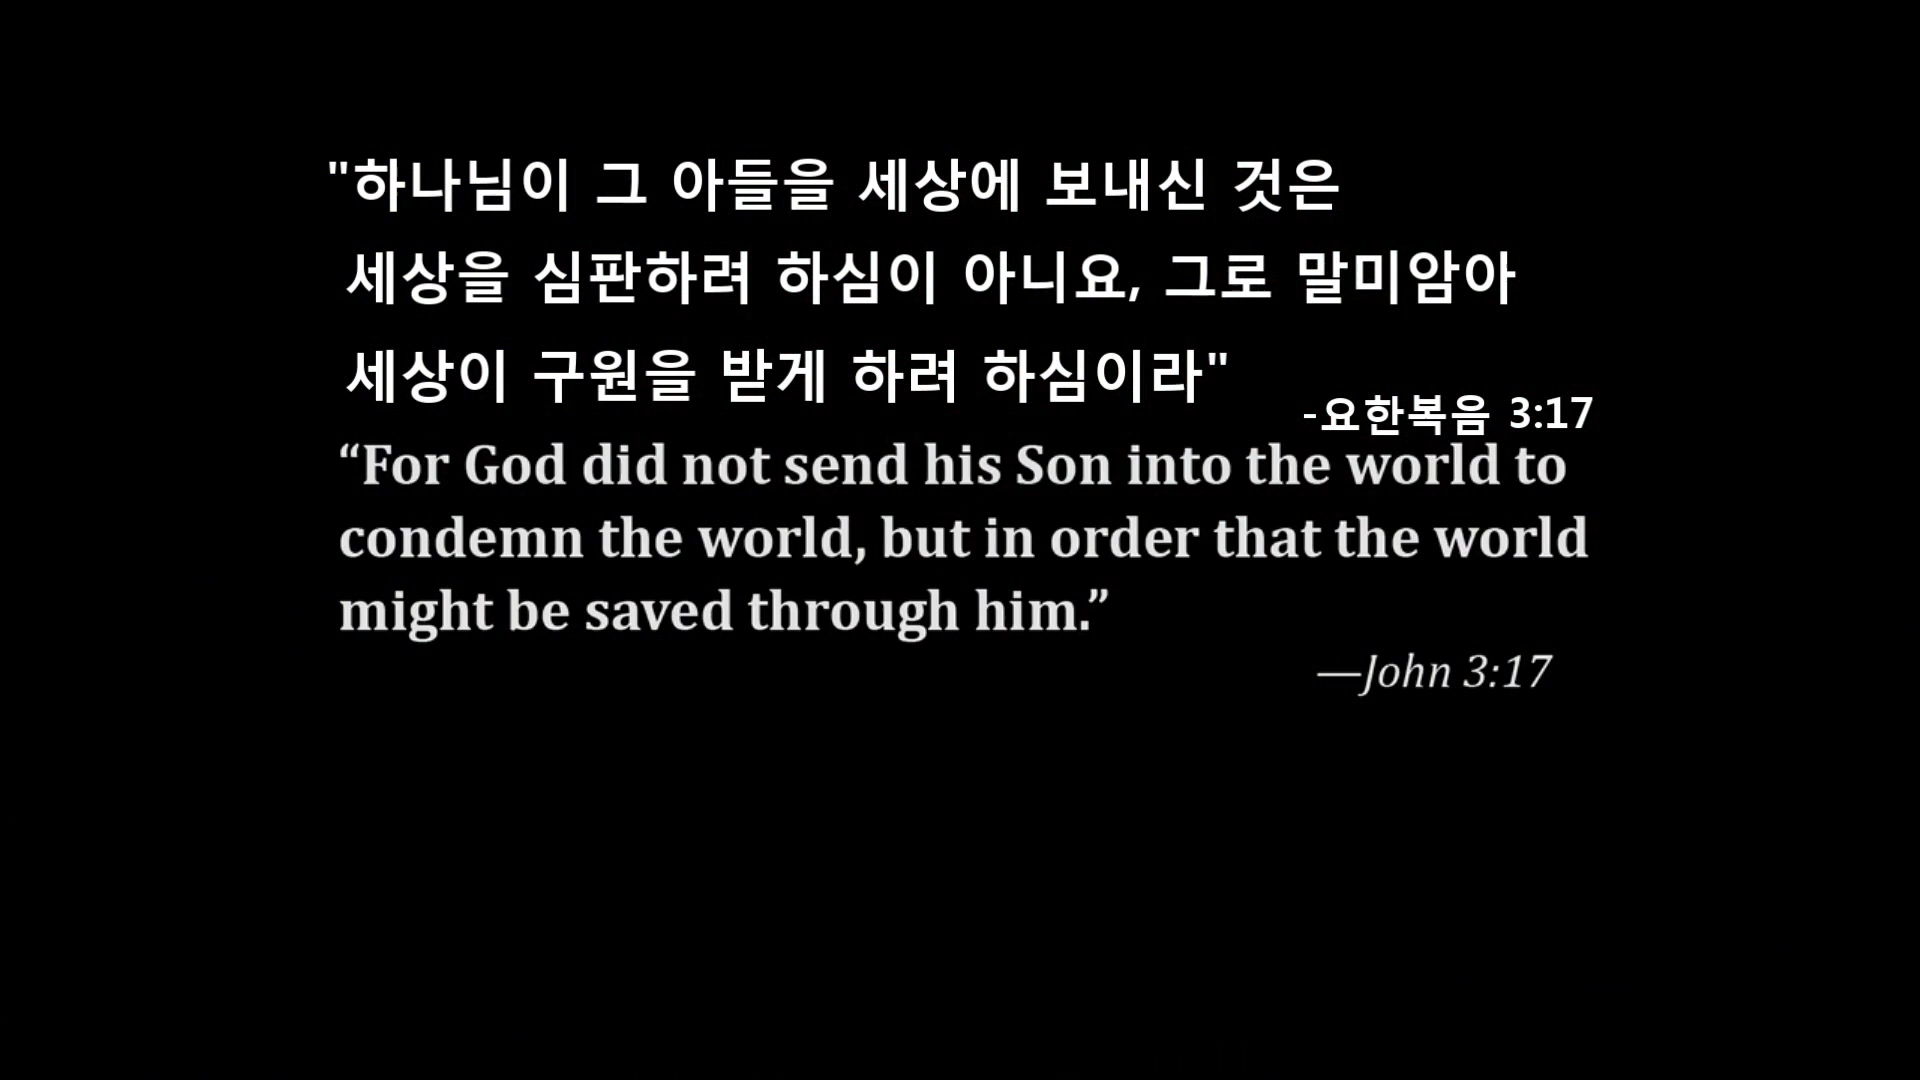 "하나님이 그 아들을 세상에 보내신 것은
세상을 심판하려 하심이 아니요, 그로 말미암아
세상이 구원을 받게 하려 하심이라"
-요한복음 3:17
“For God did not send his Son into the world to
condemn the world, but in order that the world
might be saved through him.”
—John 3:17